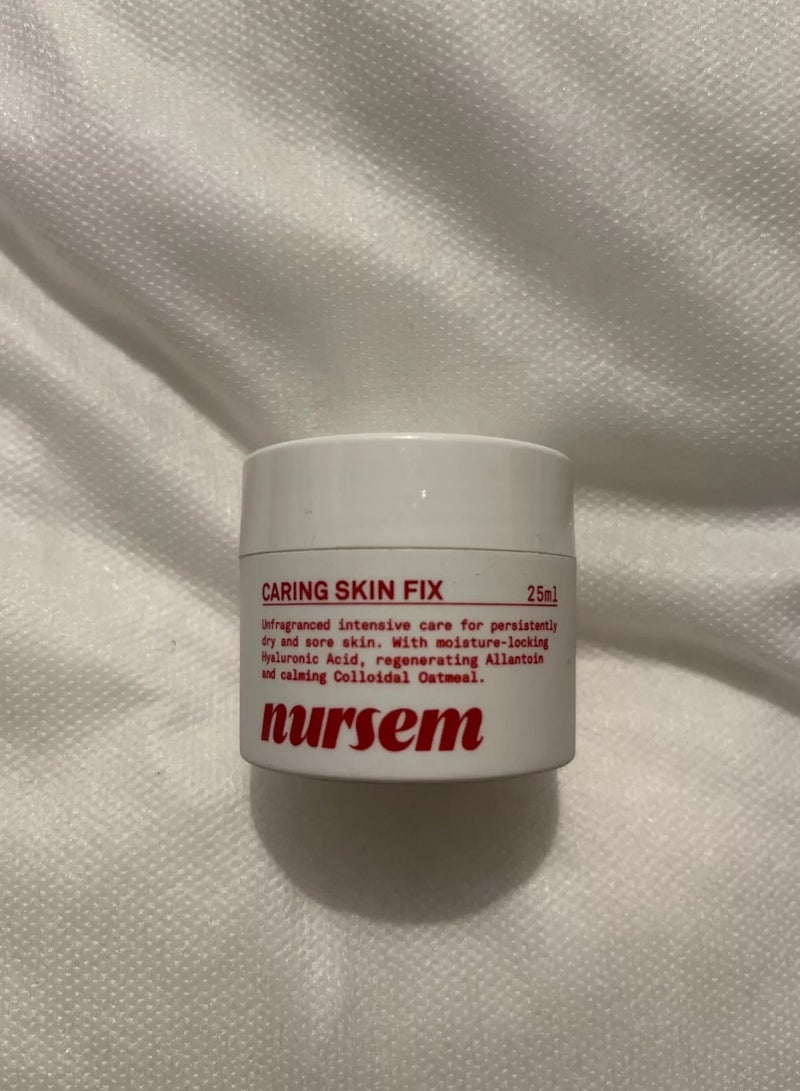 CARING SKIN FIX 25ml
Unfragranced intensive care for persistently
dry and sore skin. With moisture-locking
Hyaluronic Acid, regenerating Allantoin
and calming Colloidal Oatmeal.
nursem